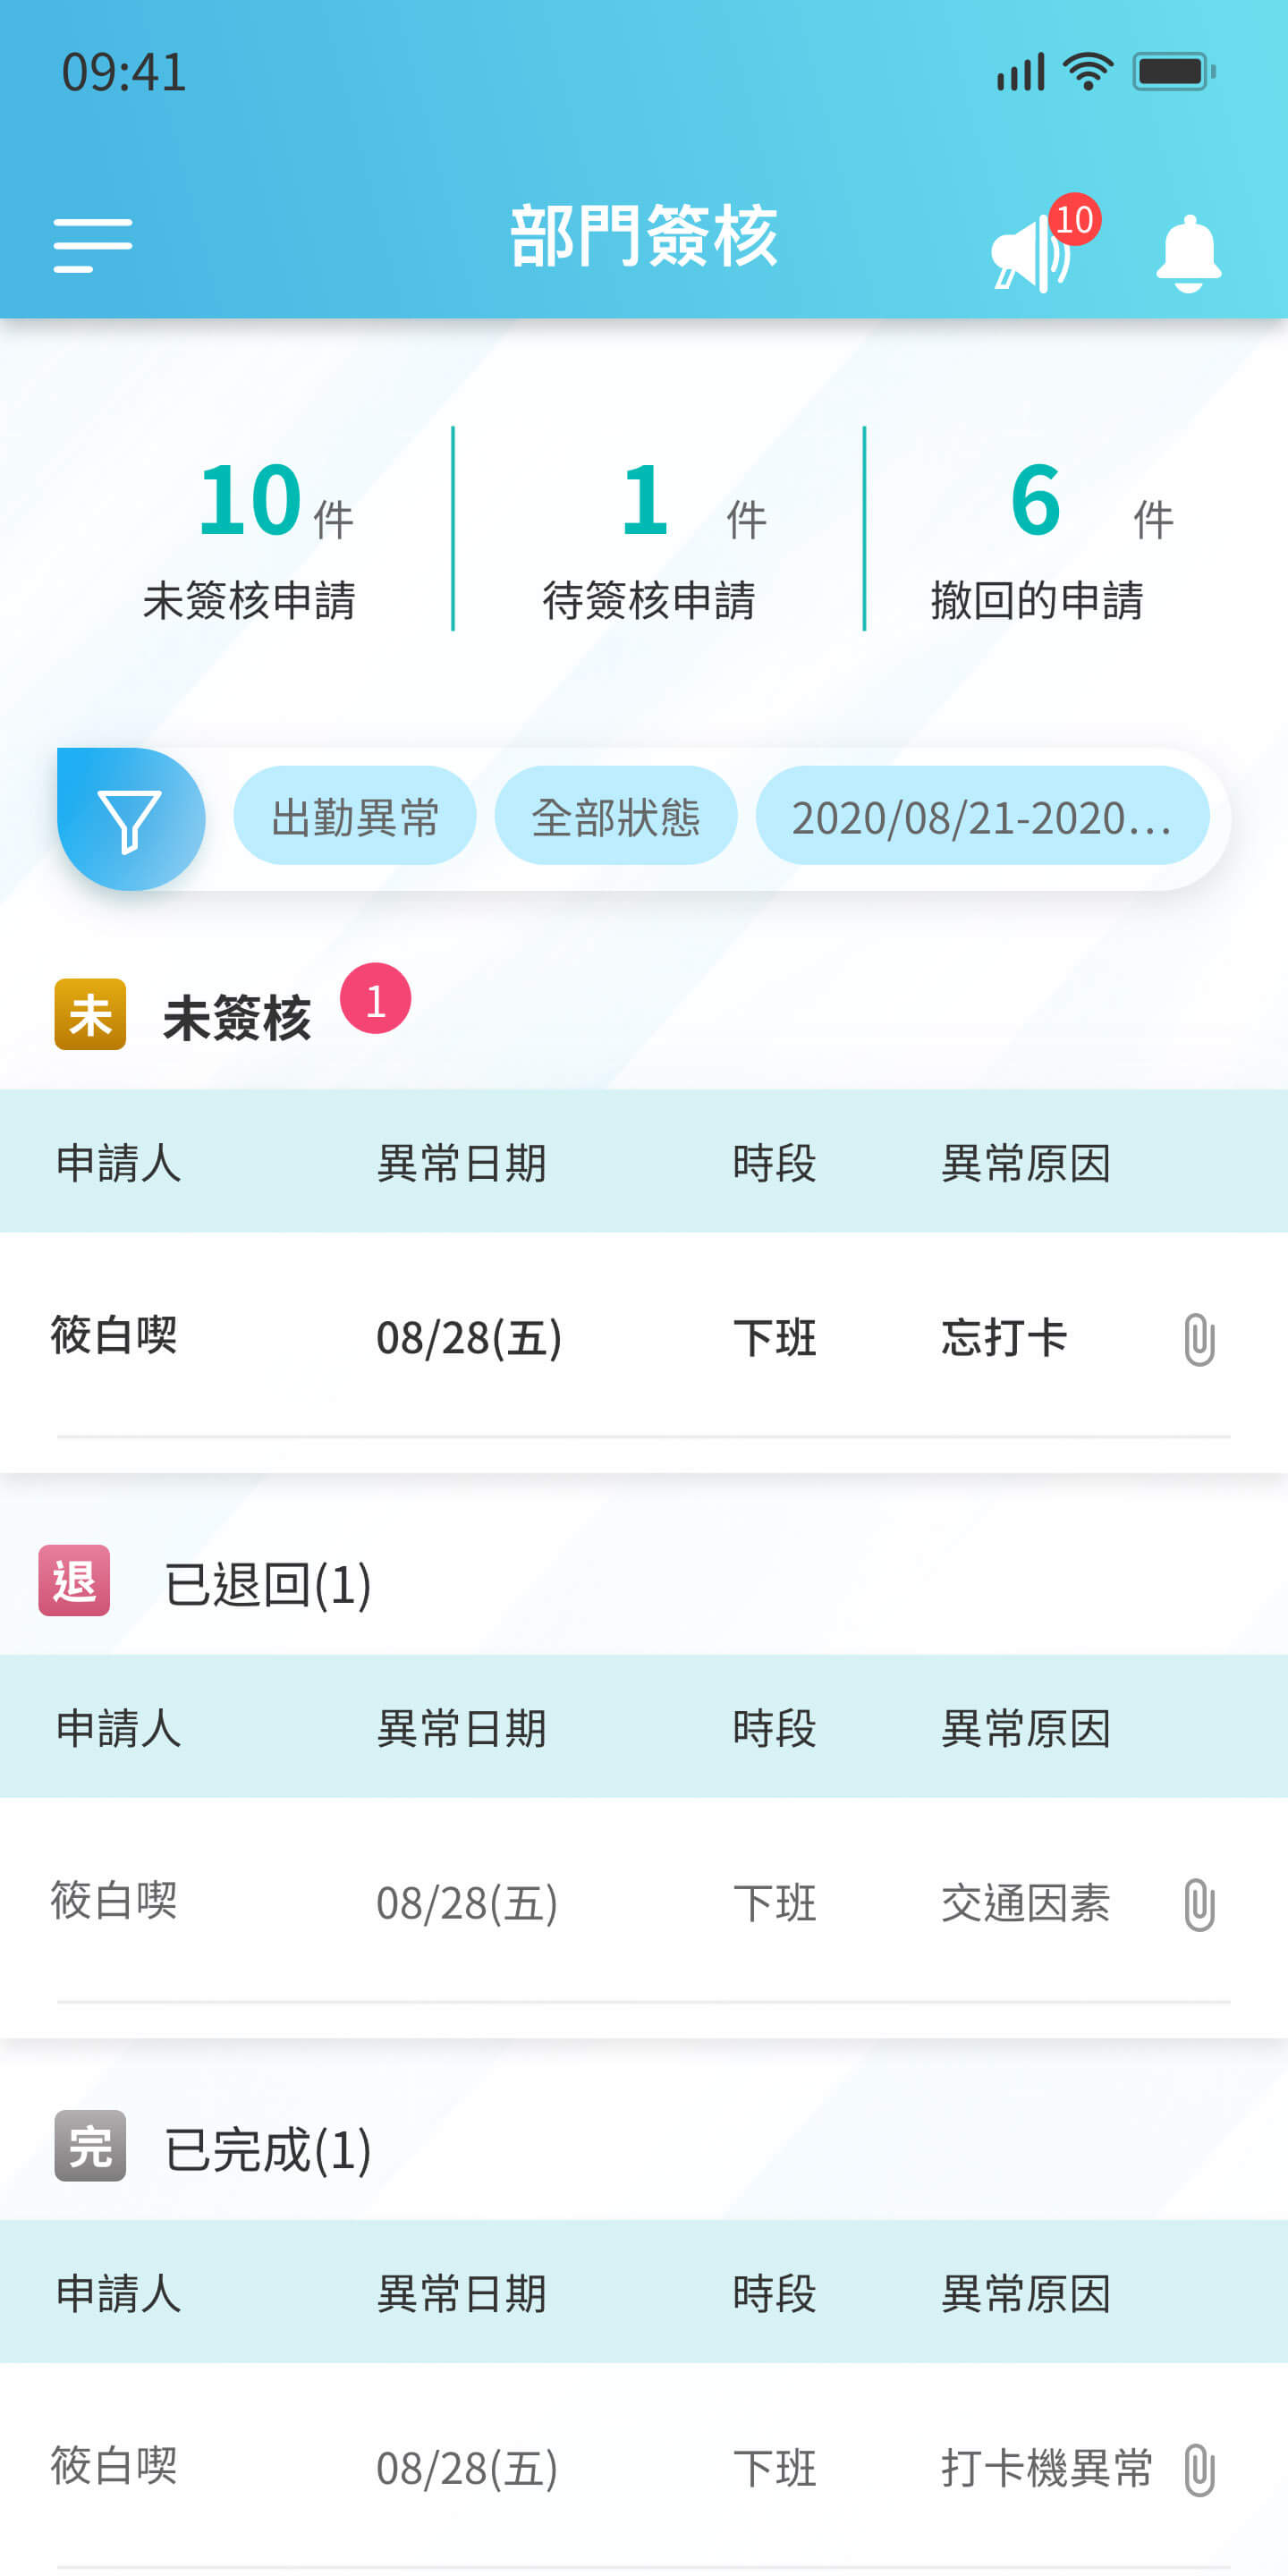 09:41
部門簽核
10
10 件
未簽核申請
1 件
待簽核申請
6 件
撤回的申請
出勤異常 全部狀態 2020/08/21-2020...
未 未簽核 1
申請人 異常日期 時段 異常原因
筱白喫 08/28(五) 下班 忘打卡
退 已退回(1)
申請人 異常日期 時段 異常原因
筱白喫 08/28(五) 下班 交通因素
完 已完成(1)
申請人 異常日期 時段 異常原因
筱白喫 08/28(五) 下班 打卡機異常